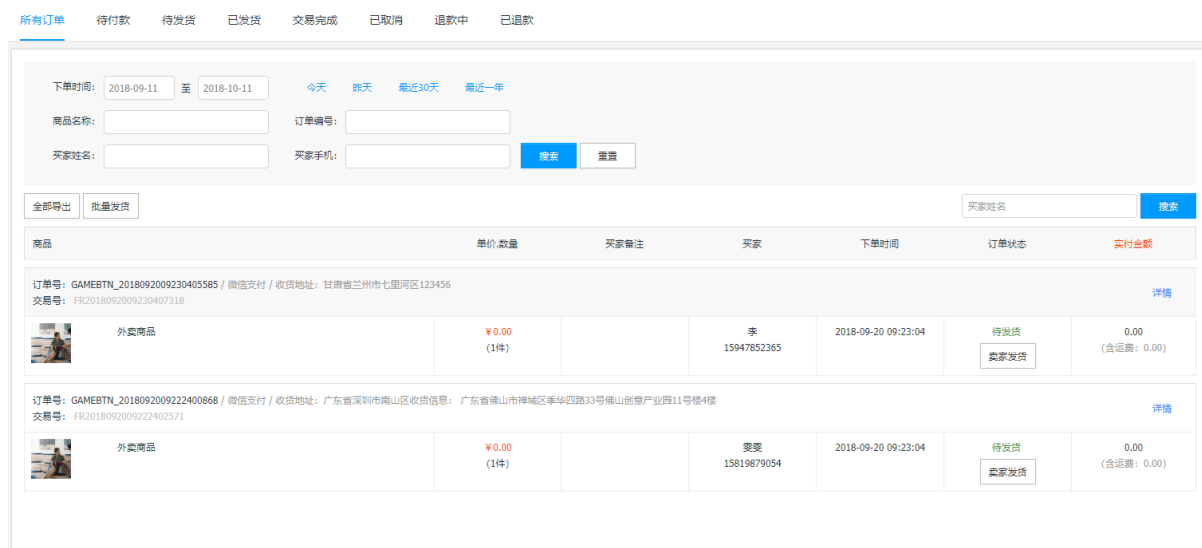 所有订单 待付款 待发货 已发货 交易完成 已取消 退款中 已退款
下单时间: 2018-09-11 至 2018-10-11 今天 昨天 最近30天 最近一年
商品名称: 订单编号:
买家姓名: 买家手机: 搜索 重置
全部导出 批量发货 买家姓名 搜索
商品 单价.数量 买家备注 买家 下单时间 订单状态 实付金额
订单号: GAMEBTN_2018092009230405585 / 微信支付 / 收货地址: 甘肃省兰州市七里河区123456
交易号: FR2018092009230407318 详情
外卖商品 ¥0.00 李 2018-09-20 09:23:04 待发货 0.00
(1件) 15947852365 卖家发货 (含运费: 0.00)
订单号: GAMEBTN_2018092009222400868 / 微信支付 / 收货地址: 广东省深圳市南山区收货信息: 广东省佛山市禅城区季华四路33号佛山创意产业园11号楼4楼
交易号: FR2018092009222402571 详情
外卖商品 ¥0.00 雯雯 2018-09-20 09:23:04 待发货 0.00
(1件) 15819879054 卖家发货 (含运费: 0.00)